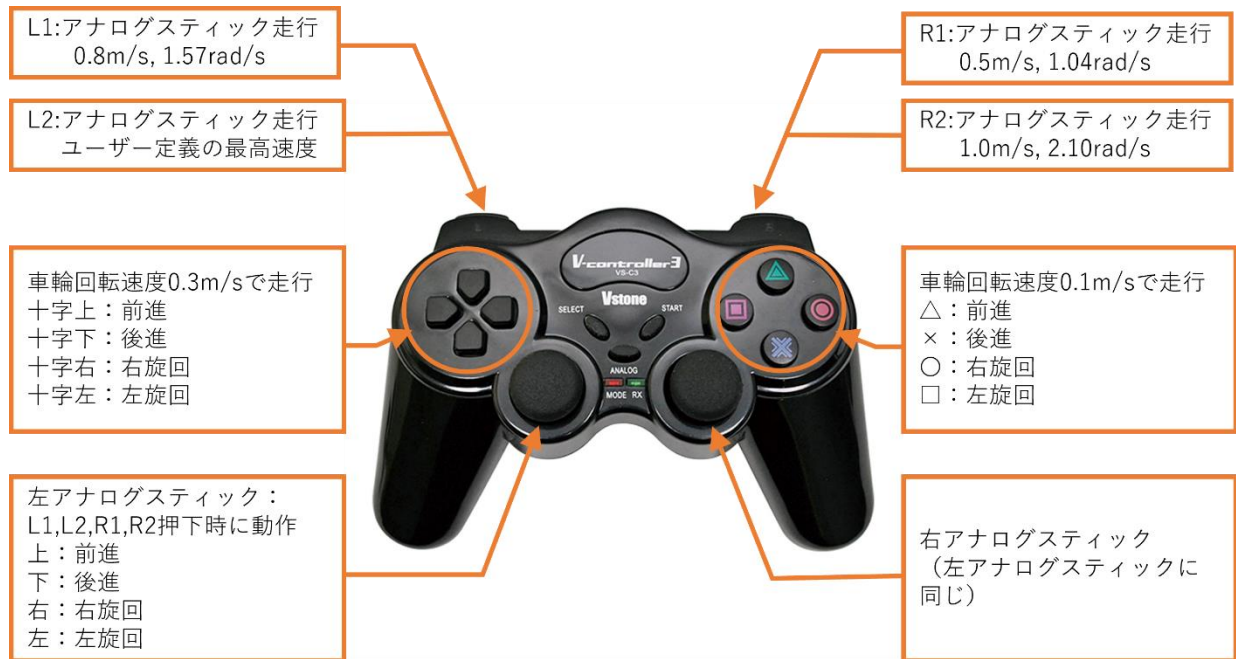 L1:アナログスティック走行
0.8m/s, 1.57rad/s
R1:アナログスティック走行
0.5m/s, 1.04rad/s
L2:アナログスティック走行
ユーザー定義の最高速度
R2:アナログスティック走行
1.0m/s, 2.10rad/s
車輪回転速度0.3m/sで走行
十字上：前進
十字下：後進
十字右：右旋回
十字左：左旋回
V-controller3
VS-C3
Vstone
SELECT
START
ANALOG
MODE RX
車輪回転速度0.1m/sで走行
△：前進
×：後進
○：右旋回
□：左旋回
左アナログスティック：
L1,L2,R1,R2押下時に動作
上：前進
下：後進
右：右旋回
左：左旋回
右アナログスティック
（左アナログスティックに
同じ）